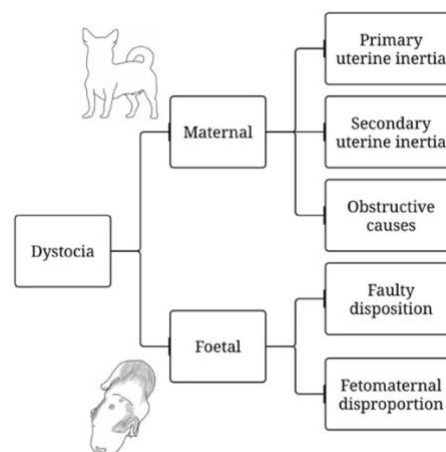 Primary
uterine inertia
Maternal
Secondary
uterine inertia
Obstructive
causes
Dystocia
Faulty
disposition
Foetal
Fetomaternal
disproportion